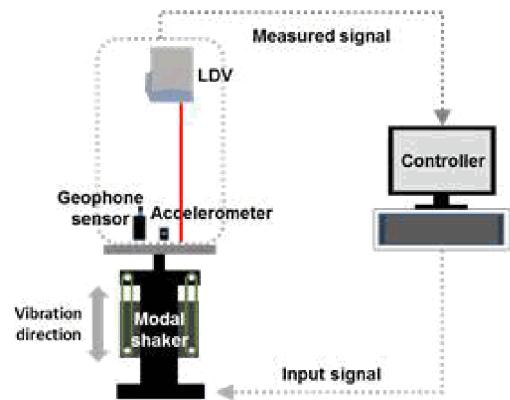 Measured signal
LDV
Controller
Geophone
sensor
Accelerometer
Vibration
direction
Modal
shaker
Input signal